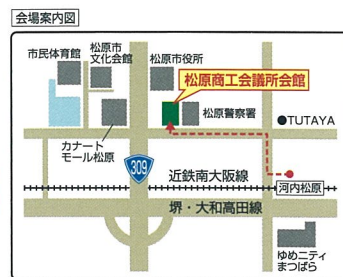 会場案内図
市民体育館
松原市
文化会館
松原市役所
松原商工会議所会館
松原警察署
●TUTAYA
カナート
モール松原
309
近鉄南大阪線
河内松原
堺・大和高田線
ゆめニティ
まつばら